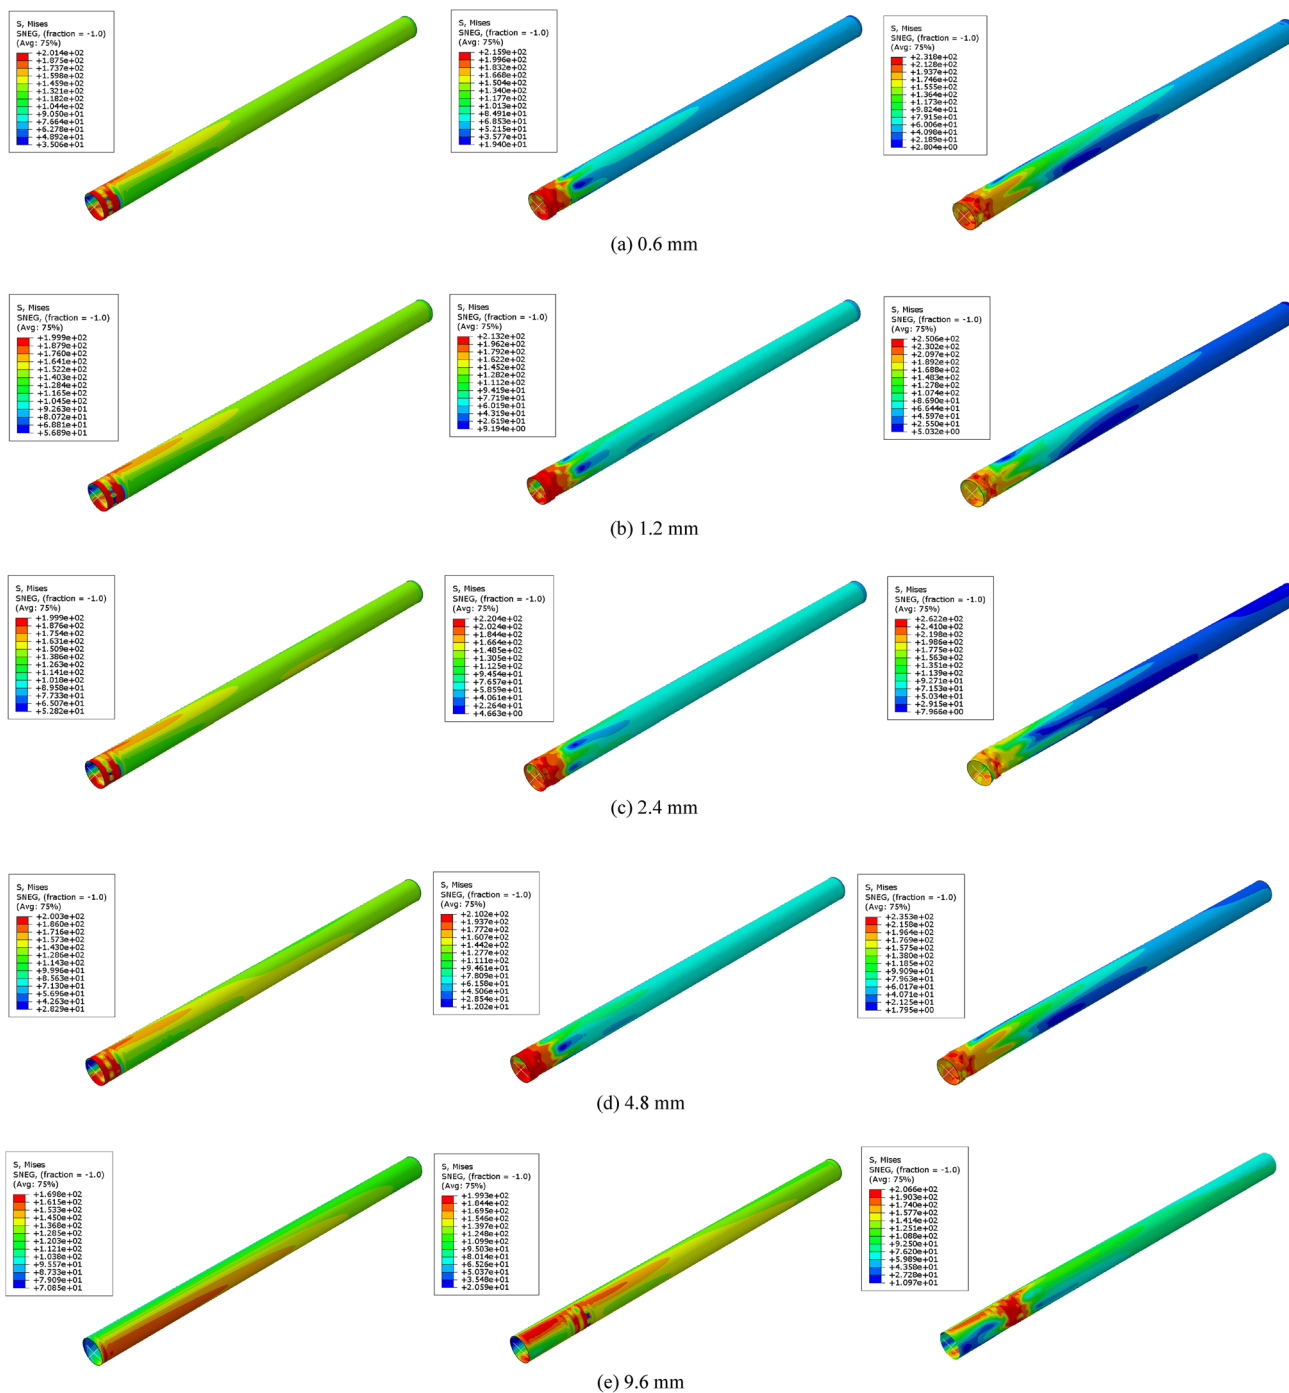 S, Mises
SNEG, (fraction = -1.0)
(Avg: 75%)
+2.014e+02
+1.875e+02
+1.737e+02
+1.598e+02
+1.459e+02
+1.321e+02
+1.182e+02
+1.044e+02
+9.050e+01
+7.664e+01
+6.278e+01
+4.892e+01
+3.506e+01
S, Mises
SNEG, (fraction = -1.0)
(Avg: 75%)
+2.159e+02
+1.996e+02
+1.832e+02
+1.668e+02
+1.504e+02
+1.340e+02
+1.177e+02
+1.013e+02
+8.491e+01
+6.853e+01
+5.215e+01
+3.577e+01
+1.940e+01
S, Mises
SNEG, (fraction = -1.0)
(Avg: 75%)
+2.318e+02
+2.128e+02
+1.937e+02
+1.746e+02
+1.555e+02
+1.364e+02
+1.173e+02
+9.824e+01
+7.915e+01
+6.006e+01
+4.098e+01
+2.189e+01
+2.804e+00
(a) 0.6 mm
S, Mises
SNEG, (fraction = -1.0)
(Avg: 75%)
+1.999e+02
+1.879e+02
+1.760e+02
+1.641e+02
+1.522e+02
+1.403e+02
+1.284e+02
+1.165e+02
+1.045e+02
+9.263e+01
+8.072e+01
+6.881e+01
+5.689e+01
S, Mises
SNEG, (fraction = -1.0)
(Avg: 75%)
+2.132e+02
+1.962e+02
+1.792e+02
+1.622e+02
+1.452e+02
+1.282e+02
+1.112e+02
+9.419e+01
+7.719e+01
+6.019e+01
+4.319e+01
+2.619e+01
+9.194e+00
S, Mises
SNEG, (fraction = -1.0)
(Avg: 75%)
+2.506e+02
+2.302e+02
+2.097e+02
+1.892e+02
+1.688e+02
+1.483e+02
+1.278e+02
+1.074e+02
+8.690e+01
+6.644e+01
+4.597e+01
+2.550e+01
+5.032e+00
(b) 1.2 mm
S, Mises
SNEG, (fraction = -1.0)
(Avg: 75%)
+1.999e+02
+1.876e+02
+1.754e+02
+1.631e+02
+1.509e+02
+1.386e+02
+1.263e+02
+1.141e+02
+1.018e+02
+8.958e+01
+7.733e+01
+6.507e+01
+5.282e+01
S, Mises
SNEG, (fraction = -1.0)
(Avg: 75%)
+2.204e+02
+2.024e+02
+1.844e+02
+1.664e+02
+1.485e+02
+1.305e+02
+1.125e+02
+9.454e+01
+7.657e+01
+5.859e+01
+4.061e+01
+2.264e+01
+4.663e+00
S, Mises
SNEG, (fraction = -1.0)
(Avg: 75%)
+2.622e+02
+2.410e+02
+2.198e+02
+1.986e+02
+1.775e+02
+1.563e+02
+1.351e+02
+1.139e+02
+9.271e+01
+7.153e+01
+5.034e+01
+2.915e+01
+7.966e+00
(c) 2.4 mm
S, Mises
SNEG, (fraction = -1.0)
(Avg: 75%)
+2.003e+02
+1.860e+02
+1.716e+02
+1.573e+02
+1.430e+02
+1.286e+02
+1.143e+02
+9.996e+01
+8.563e+01
+7.130e+01
+5.696e+01
+4.263e+01
+2.829e+01
S, Mises
SNEG, (fraction = -1.0)
(Avg: 75%)
+2.102e+02
+1.937e+02
+1.772e+02
+1.607e+02
+1.442e+02
+1.277e+02
+1.111e+02
+9.461e+01
+7.809e+01
+6.158e+01
+4.506e+01
+2.854e+01
+1.202e+01
S, Mises
SNEG, (fraction = -1.0)
(Avg: 75%)
+2.353e+02
+2.158e+02
+1.964e+02
+1.769e+02
+1.575e+02
+1.380e+02
+1.185e+02
+9.909e+01
+7.963e+01
+6.017e+01
+4.071e+01
+2.125e+01
+1.795e+00
(d) 4.8 mm
S, Mises
SNEG, (fraction = -1.0)
(Avg: 75%)
+1.698e+02
+1.615e+02
+1.533e+02
+1.450e+02
+1.368e+02
+1.285e+02
+1.203e+02
+1.121e+02
+1.038e+02
+9.557e+01
+8.733e+01
+7.909e+01
+7.085e+01
S, Mises
SNEG, (fraction = -1.0)
(Avg: 75%)
+1.993e+02
+1.844e+02
+1.695e+02
+1.546e+02
+1.397e+02
+1.248e+02
+1.099e+02
+9.503e+01
+8.014e+01
+6.526e+01
+5.037e+01
+3.548e+01
+2.059e+01
S, Mises
SNEG, (fraction = -1.0)
(Avg: 75%)
+2.066e+02
+1.903e+02
+1.740e+02
+1.577e+02
+1.414e+02
+1.251e+02
+1.088e+02
+9.250e+01
+7.620e+01
+5.989e+01
+4.358e+01
+2.728e+01
+1.097e+01
(e) 9.6 mm